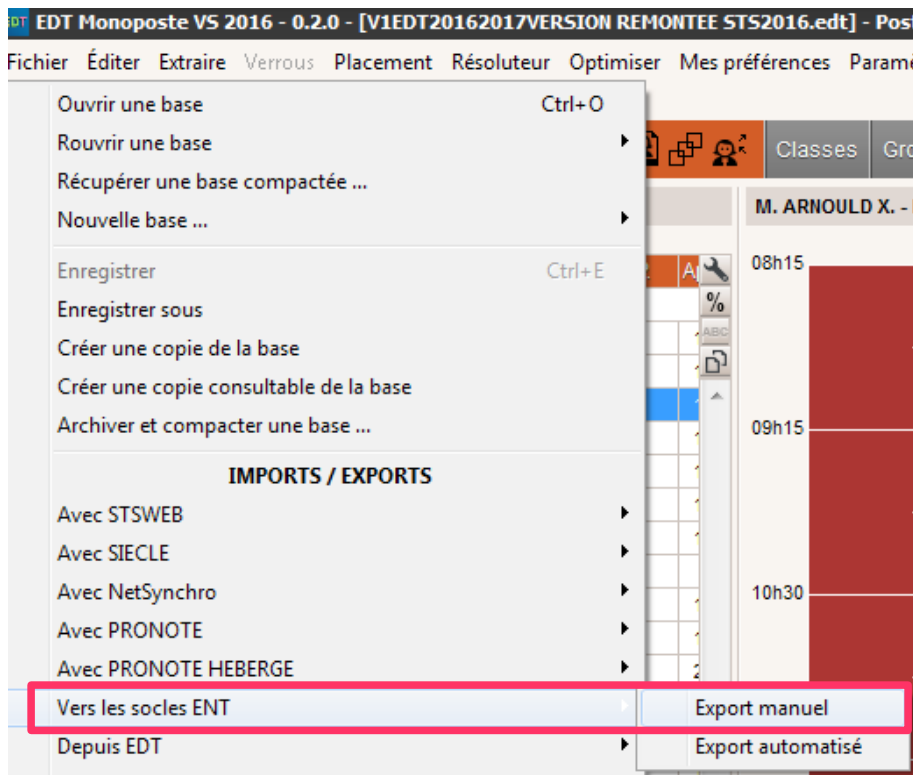 EDT EDT Monoposte VS 2016 - 0.2.0 - [V1EDT20162017VERSION REMONTEE STS2016.edt] -
Fichier Éditer Extraire Verrous Placement Résoluteur Optimiser Mes préférences
Ouvrir une base Ctrl+O
Rouvrir une base
Classes
Récupérer une base compactée ...
Nouvelle base ...
M. ARNOULD X. -
Enregistrer Ctrl+E
08h15
%
Enregistrer sous
ABC
Créer une copie de la base
Créer une copie consultable de la base
Archiver et compacter une base ...
09h15
IMPORTS / EXPORTS
Avec STSWEB
Avec SIECLE
Avec NetSynchro
10h30
Avec PRONOTE
Avec PRONOTE HEBERGE
Vers les socles ENT Export manuel
Depuis EDT Export automatisé